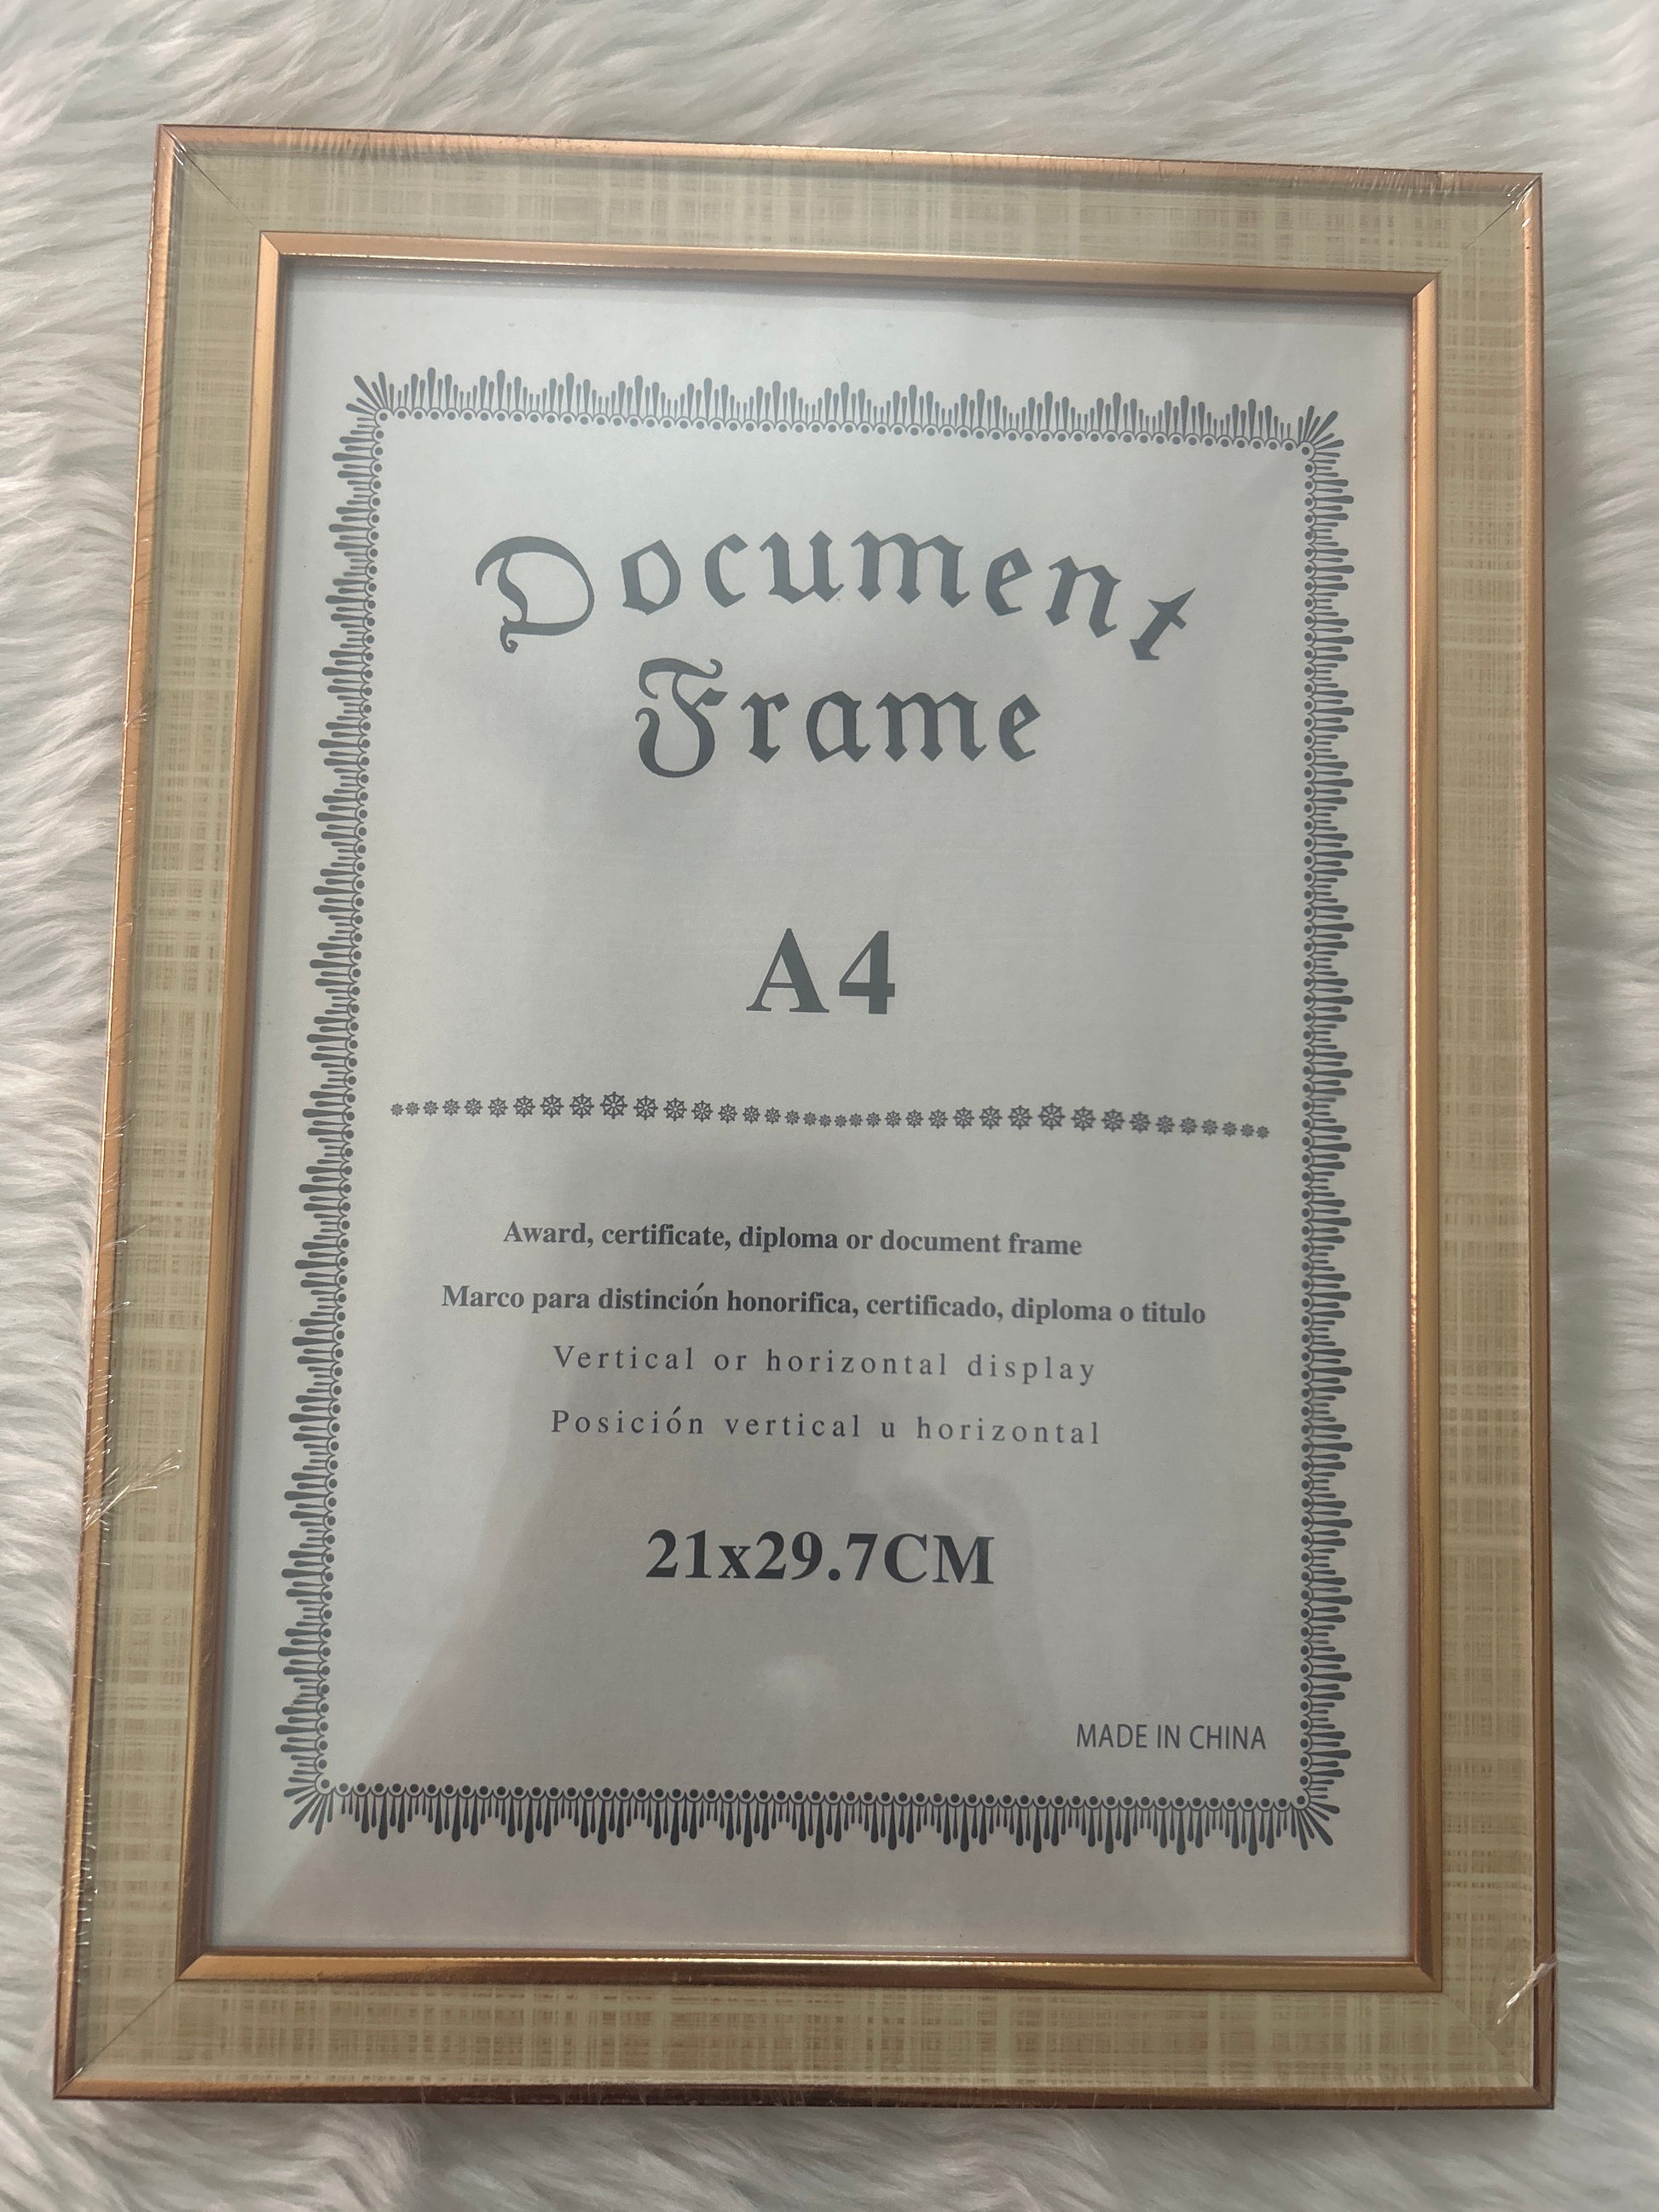 Document
Frame
A4
Award, certificate, diploma or document frame
Marco para distinción honorifica, certificado, diploma o titulo
Vertical or horizontal display
Posición vertical u horizontal
21x29.7CM
MADE IN CHINA